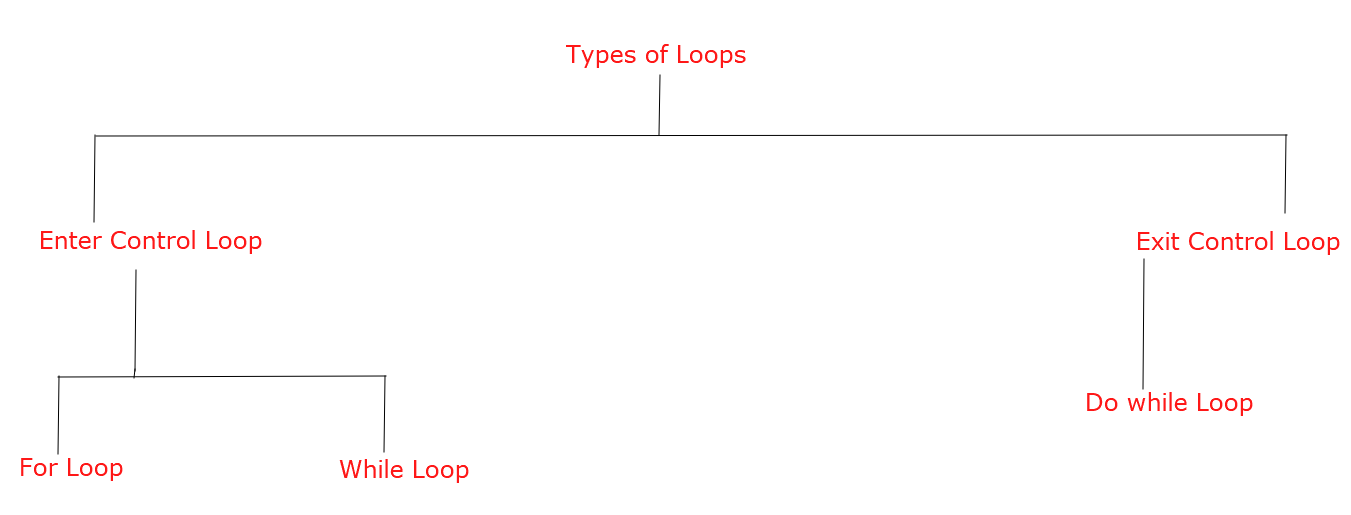 Types of Loops
Enter Control Loop
Exit Control Loop
Do while Loop
For Loop
While Loop